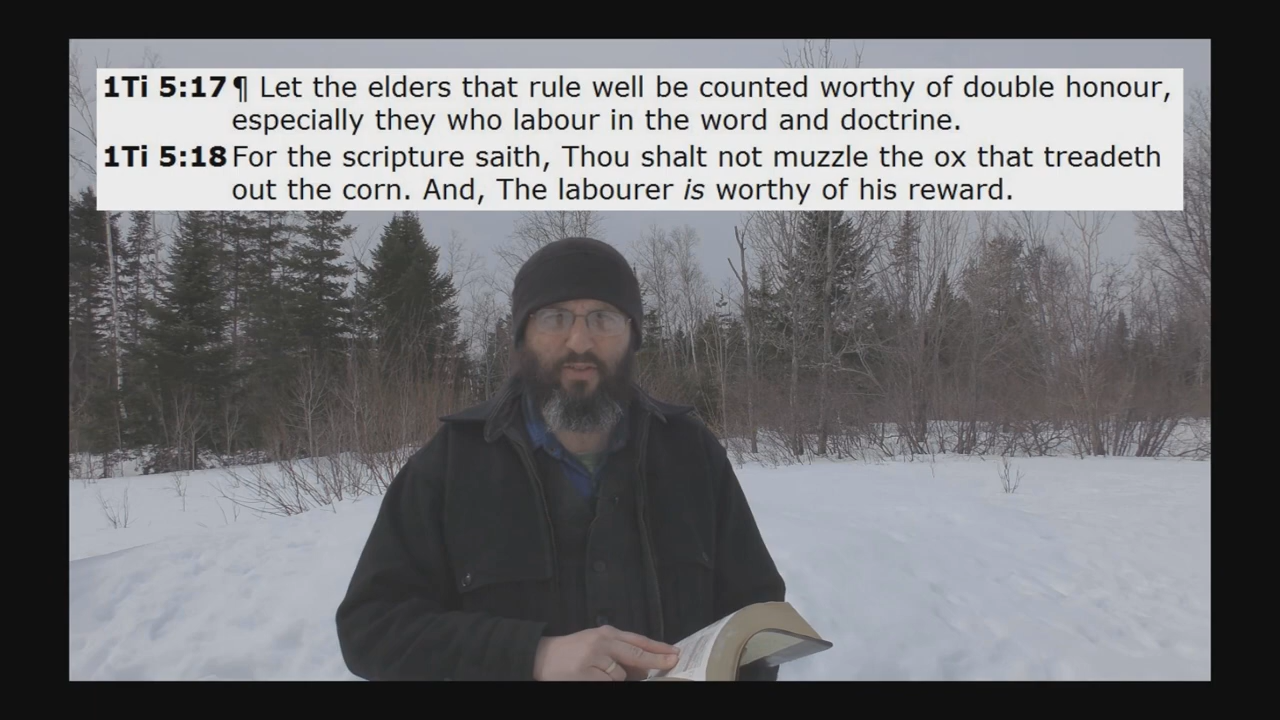 1Ti 5:17 ¶ Let the elders that rule well be counted worthy of double honour,
especially they who labour in the word and doctrine.
1Ti 5:18 For the scripture saith, Thou shalt not muzzle the ox that treadeth
out the corn. And, The labourer is worthy of his reward.